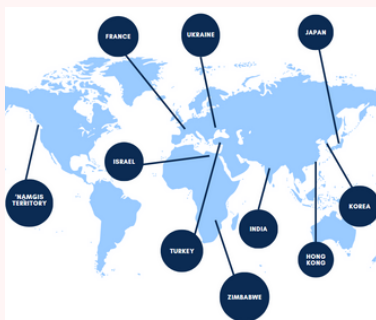 FRANCE
UKRAINE
JAPAN
ISRAEL
'NAMGIS
TERRITORY
KOREA
INDIA
TURKEY
HONG
KONG
ZIMBABWE